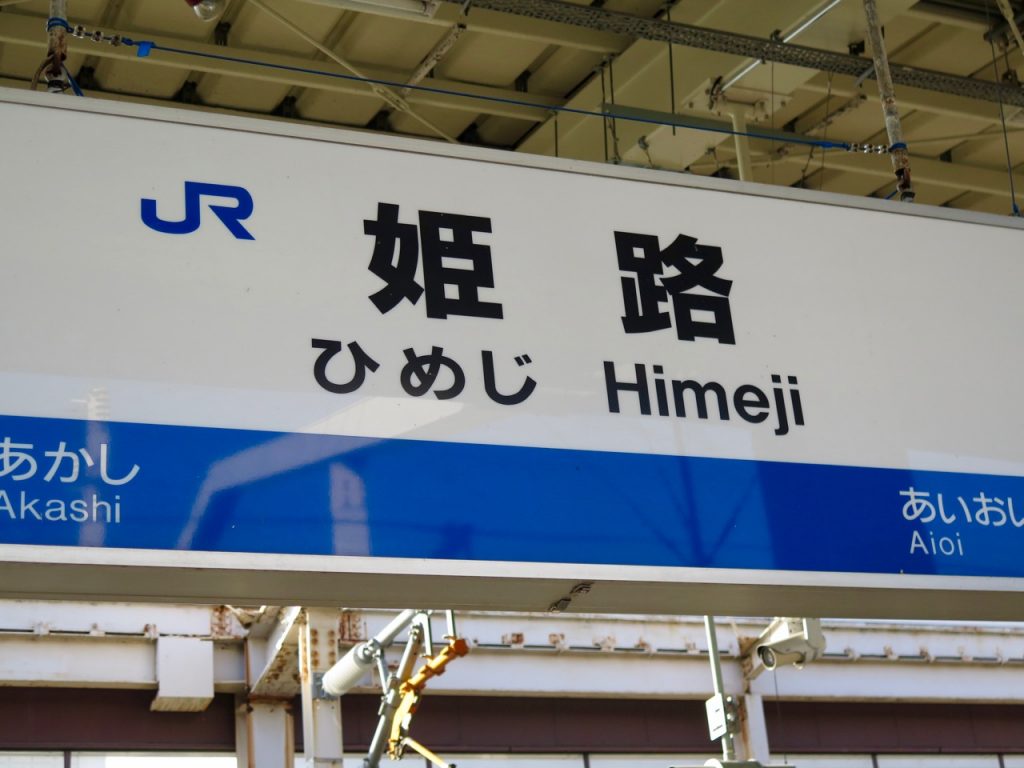 JR
姫路
ひめじ Himeji
あかし
Akashi
あいおい
Aioi